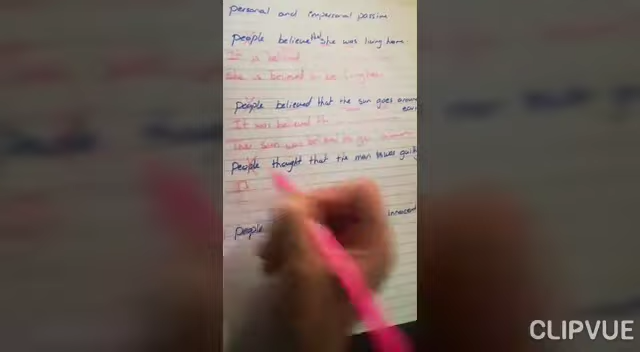 personal and impersonal passive
people believe that she was living here
It is believed
She is believed to be living here
people believed that the sun goes around
earth
It was believed th
the sun was believed to go around
people thought that the man was guilty
It
people innocent
CLIPVUE